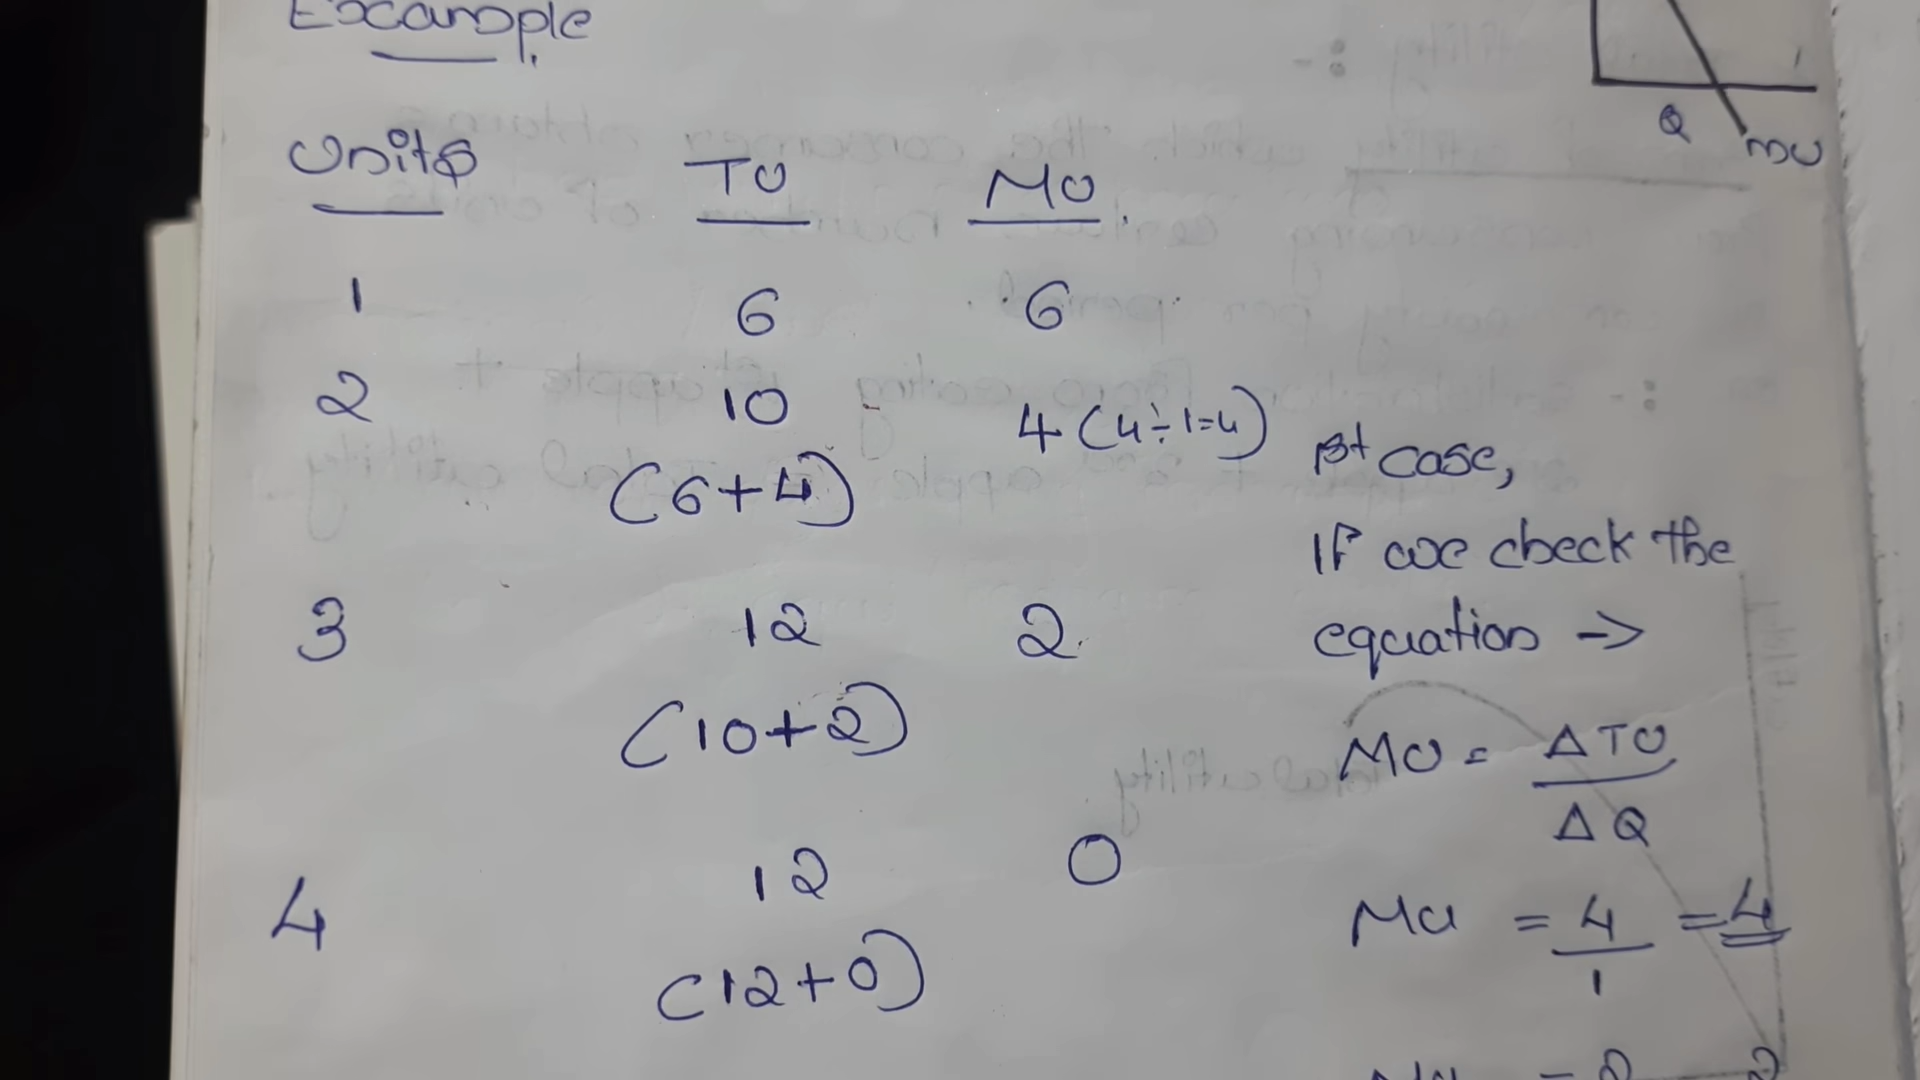 Example
Q
MU
Units TU MU
1 6 6
2 10 4 (4÷1=4)
(6+4)
1st case,
If we check the
equation →
3 12 2
(10+2)
MU = ΔTU / ΔQ
4 12 0
(12+0)
MU = 4/1 = 4